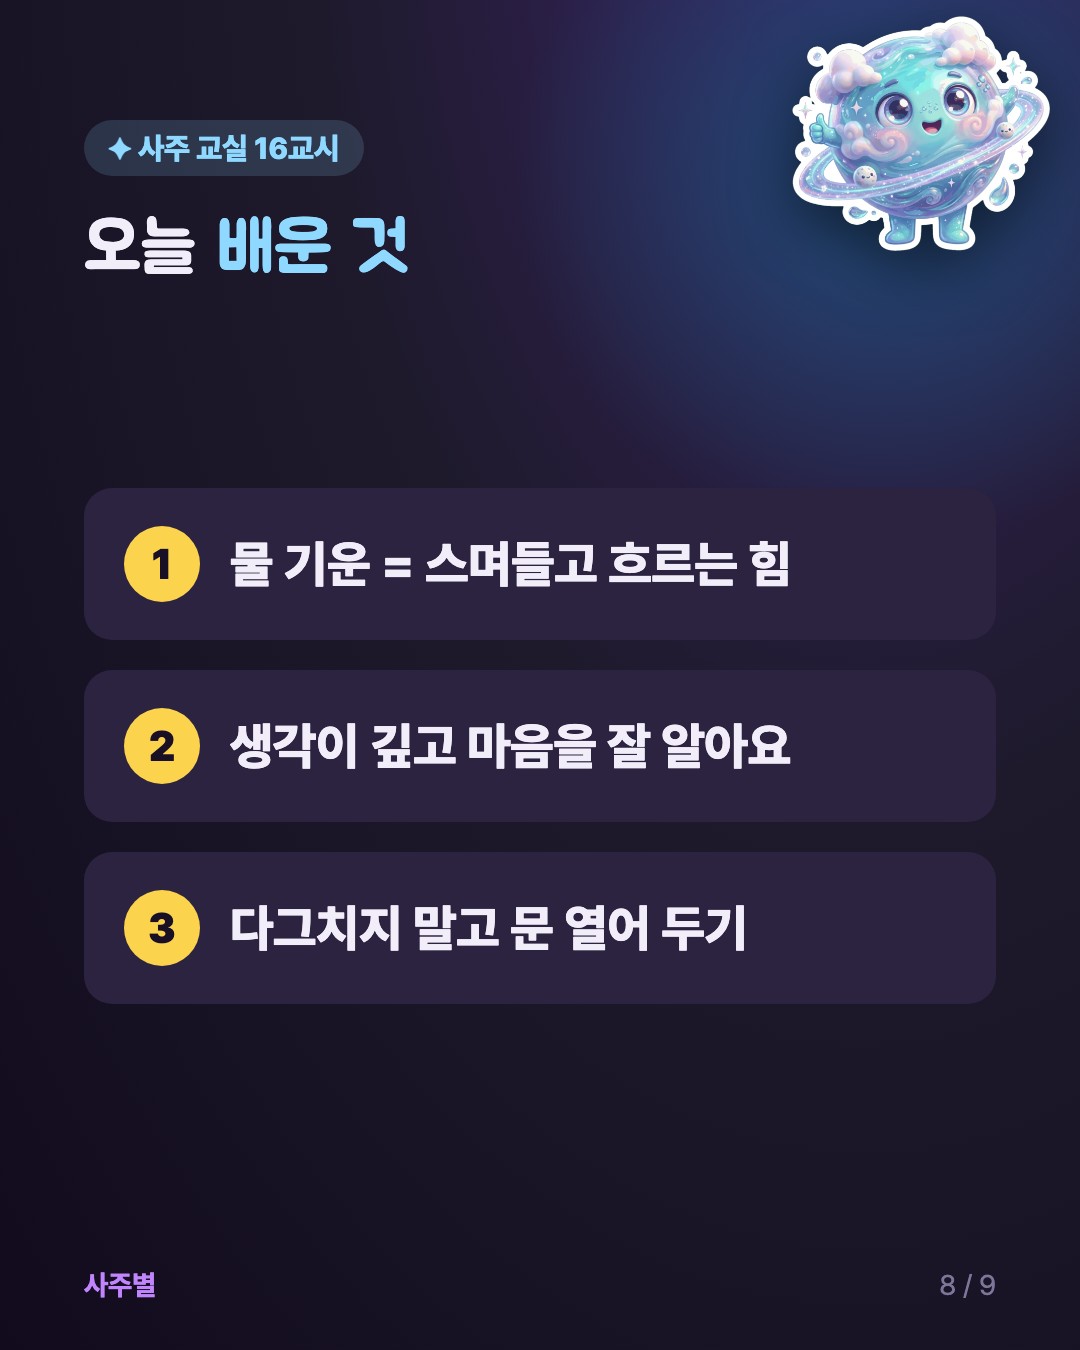 ✦ 사주 교실 16교시
오늘 배운 것
1 물 기운 = 스며들고 흐르는 힘
2 생각이 깊고 마음을 잘 알아요
3 다그치지 말고 문 열어 두기
사주별
8 / 9